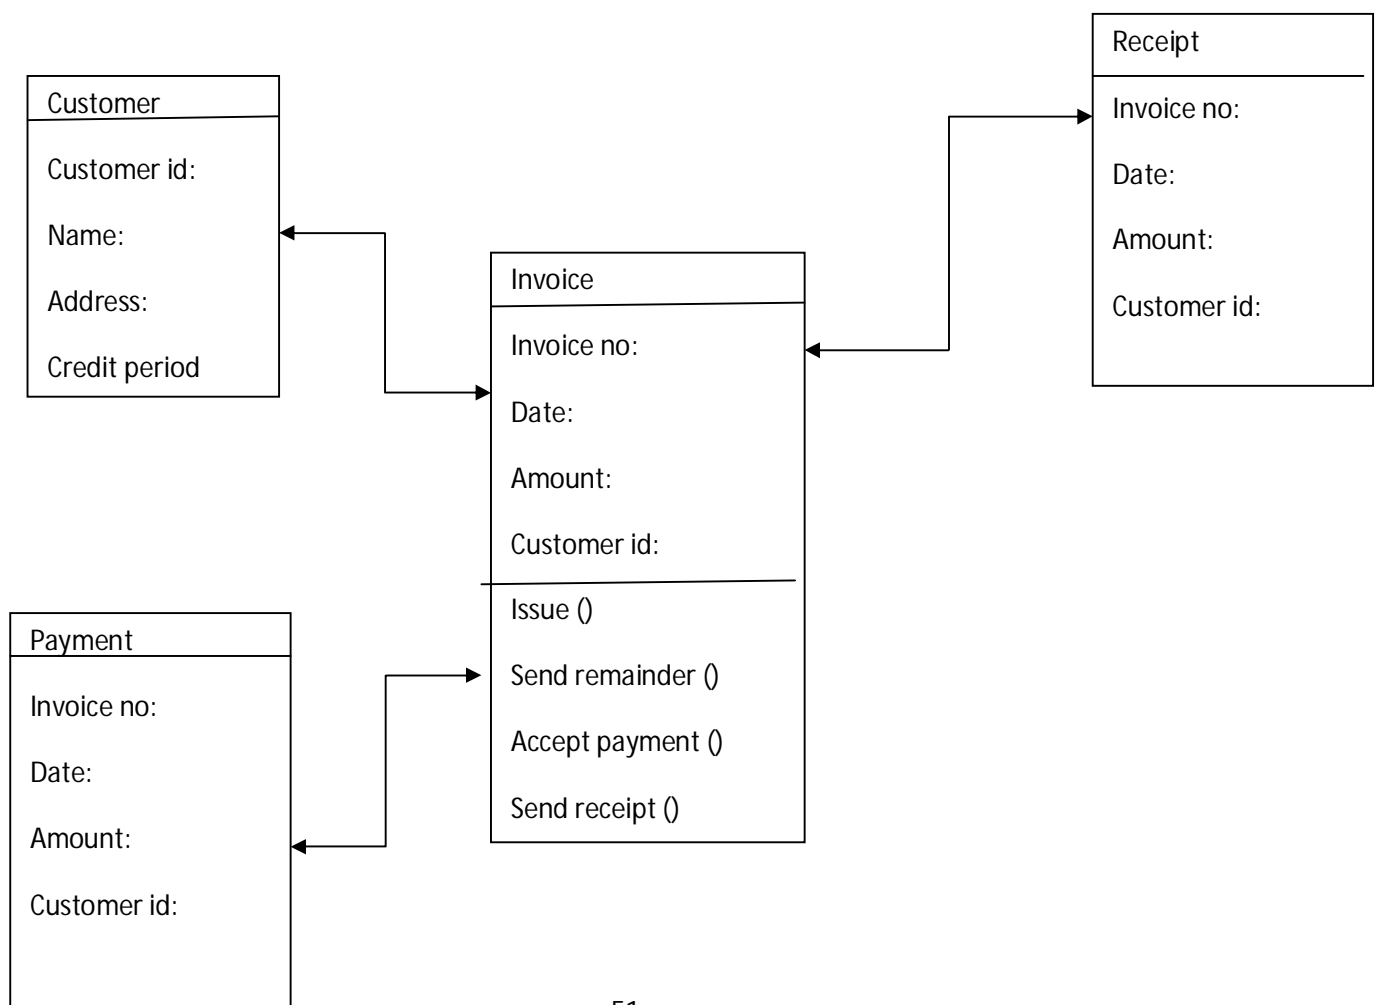 Customer
Customer id:
Name:
Address:
Credit period
Receipt
Invoice no:
Date:
Amount:
Customer id:
Invoice
Invoice no:
Date:
Amount:
Customer id:
Issue ()
Send remainder ()
Accept payment ()
Send receipt ()
Payment
Invoice no:
Date:
Amount:
Customer id:
51